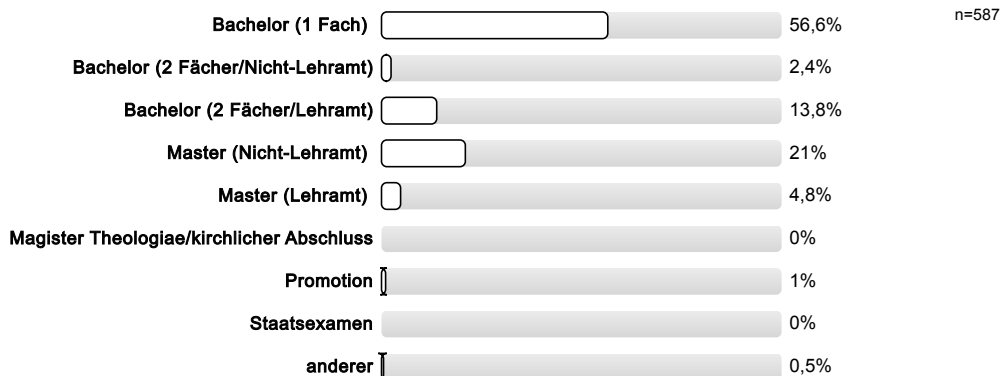 n=587
Bachelor (1 Fach) 56,6%
Bachelor (2 Fächer/Nicht-Lehramt) 2,4%
Bachelor (2 Fächer/Lehramt) 13,8%
Master (Nicht-Lehramt) 21%
Master (Lehramt) 4,8%
Magister Theologiae/kirchlicher Abschluss 0%
Promotion 1%
Staatsexamen 0%
anderer 0,5%